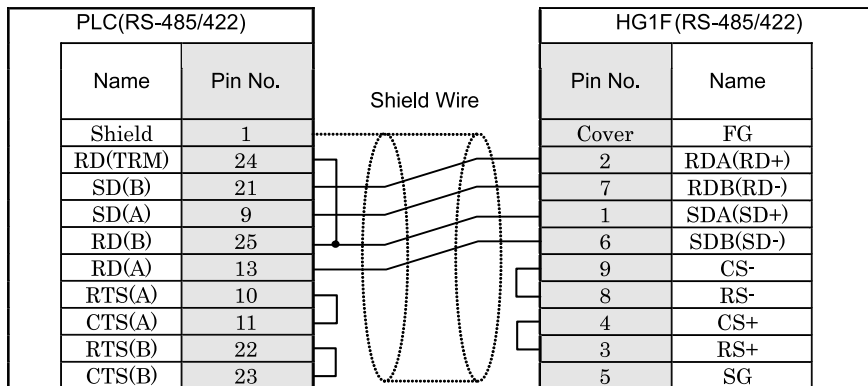 PLC(RS-485/422) HG1F(RS-485/422)
Name Pin No. Shield Wire Pin No. Name
Shield 1 Cover FG
RD(TRM) 24 2 RDA(RD+)
SD(B) 21 7 RDB(RD-)
SD(A) 9 1 SDA(SD+)
RD(B) 25 6 SDB(SD-)
RD(A) 13 9 CS-
RTS(A) 10 8 RS-
CTS(A) 11 4 CS+
RTS(B) 22 3 RS+
CTS(B) 23 5 SG